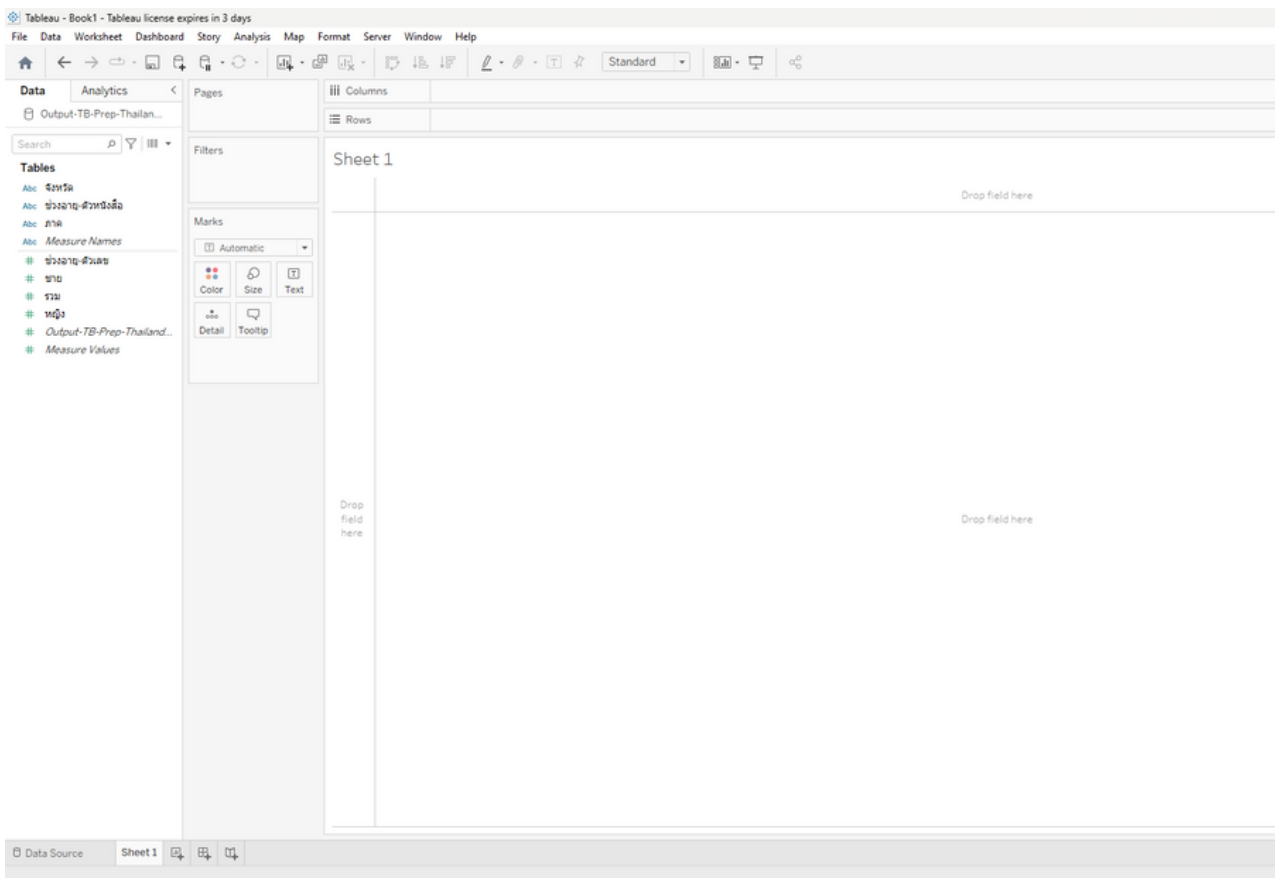 Tableau - Book1 - Tableau license expires in 3 days
File Data Worksheet Dashboard Story Analysis Map Format Server Window Help
Standard
Data Analytics
Output-TB-Prep-Thailan...
Search
Tables
Abc จังหวัด
Abc ช่วงอายุ-ตัวหนังสือ
Abc ภาค
Abc Measure Names
# ช่วงอายุ-ตัวเลข
# ชาย
# รวม
# หญิง
# Output-TB-Prep-Thailand...
# Measure Values
Pages
Filters
Marks
Automatic
Color Size Text
Detail Tooltip
Columns
Rows
Sheet 1
Drop field here
Drop
field
here
Drop field here
Data Source Sheet 1